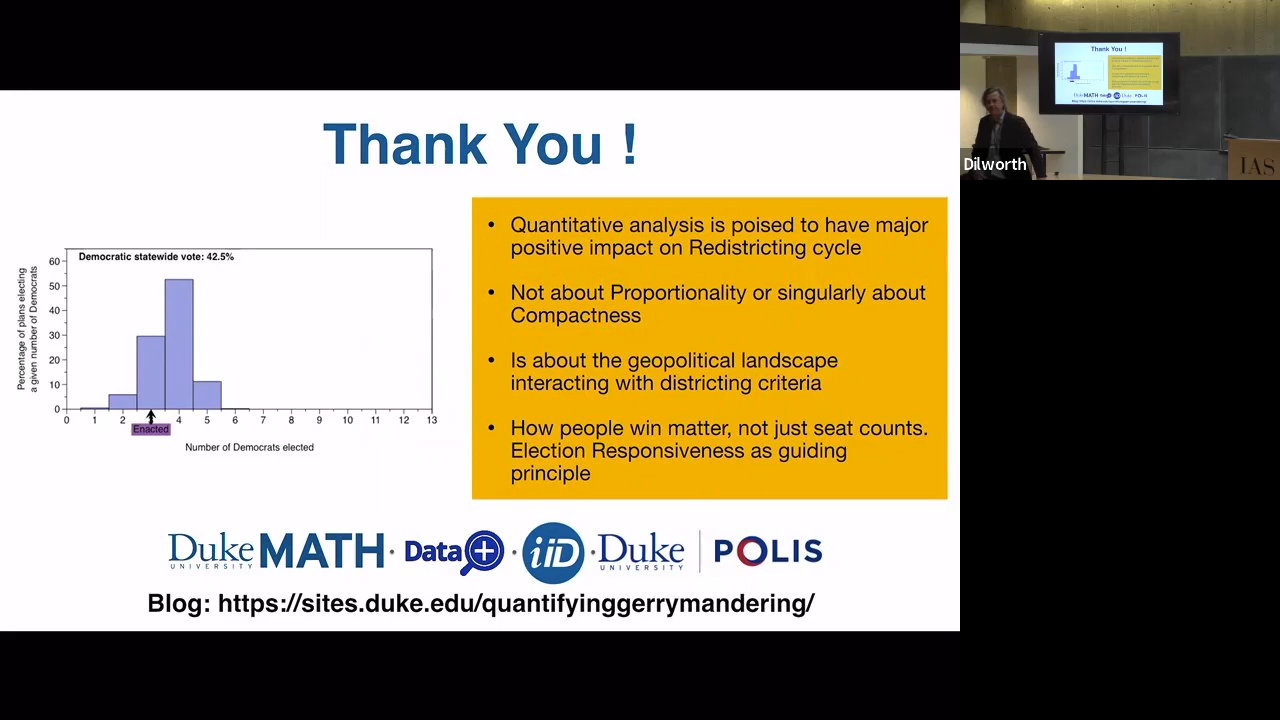 Thank You !
Democratic statewide vote: 42.5%
Percentage of plans electing
a given number of Democrats
60
50
40
30
20
10
0
0 1 2 3 4 5 6 7 8 9 10 11 12 13
Enacted
Number of Democrats elected
• Quantitative analysis is poised to have major
positive impact on Redistricting cycle
• Not about Proportionality or singularly about
Compactness
• Is about the geopolitical landscape
interacting with districting criteria
• How people win matter, not just seat counts.
Election Responsiveness as guiding
principle
Duke MATH · Data+ · iiD · Duke POLIS
UNIVERSITY UNIVERSITY
Blog: https://sites.duke.edu/quantifyinggerrymandering/
Thank You !
Duke MATH Duke POLIS
Dilworth
IAS